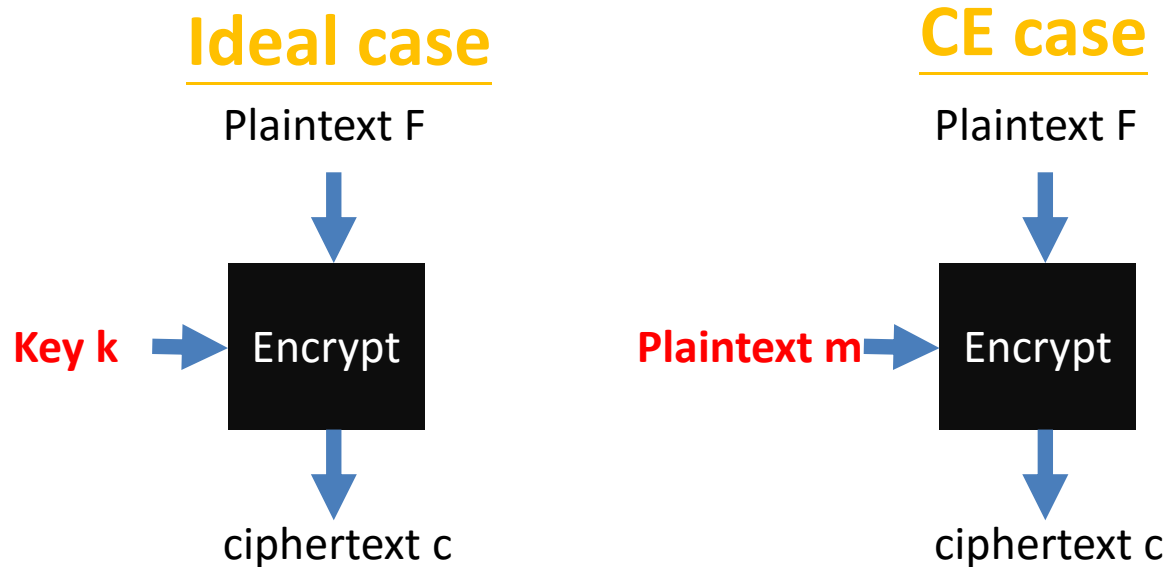 Ideal case
Plaintext F
Key k
Encrypt
ciphertext c
CE case
Plaintext F
Plaintext m
Encrypt
ciphertext c